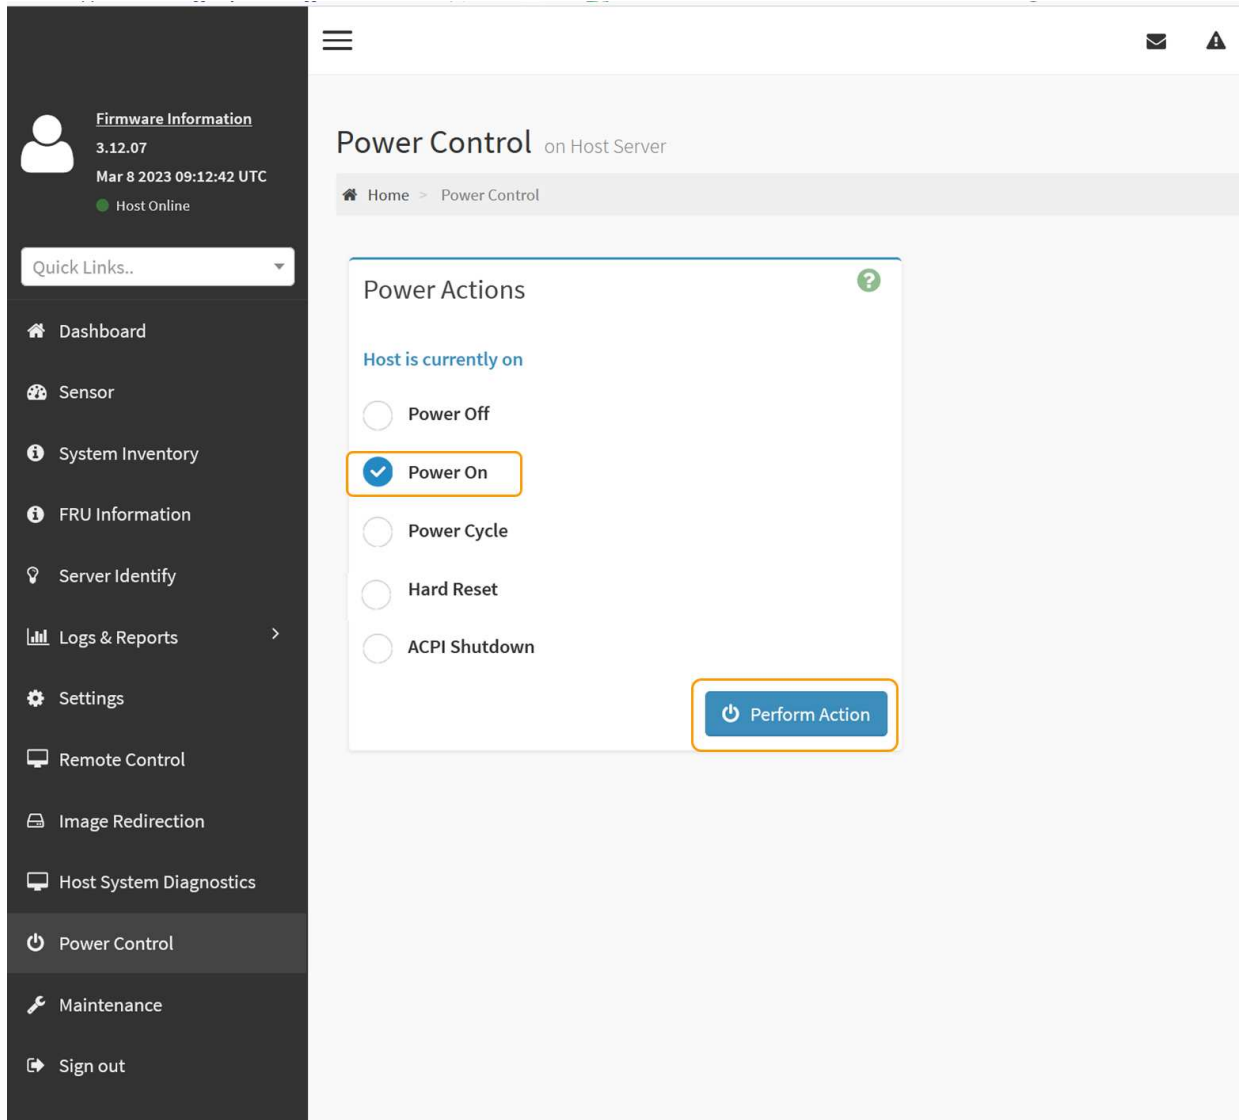 Firmware Information
3.12.07
Mar 8 2023 09:12:42 UTC
Host Online
Quick Links..
Dashboard
Sensor
System Inventory
FRU Information
Server Identify
Logs & Reports
Settings
Remote Control
Image Redirection
Host System Diagnostics
Power Control
Maintenance
Sign out
Power Control on Host Server
Home > Power Control
Power Actions
Host is currently on
Power Off
Power On
Power Cycle
Hard Reset
ACPI Shutdown
Perform Action